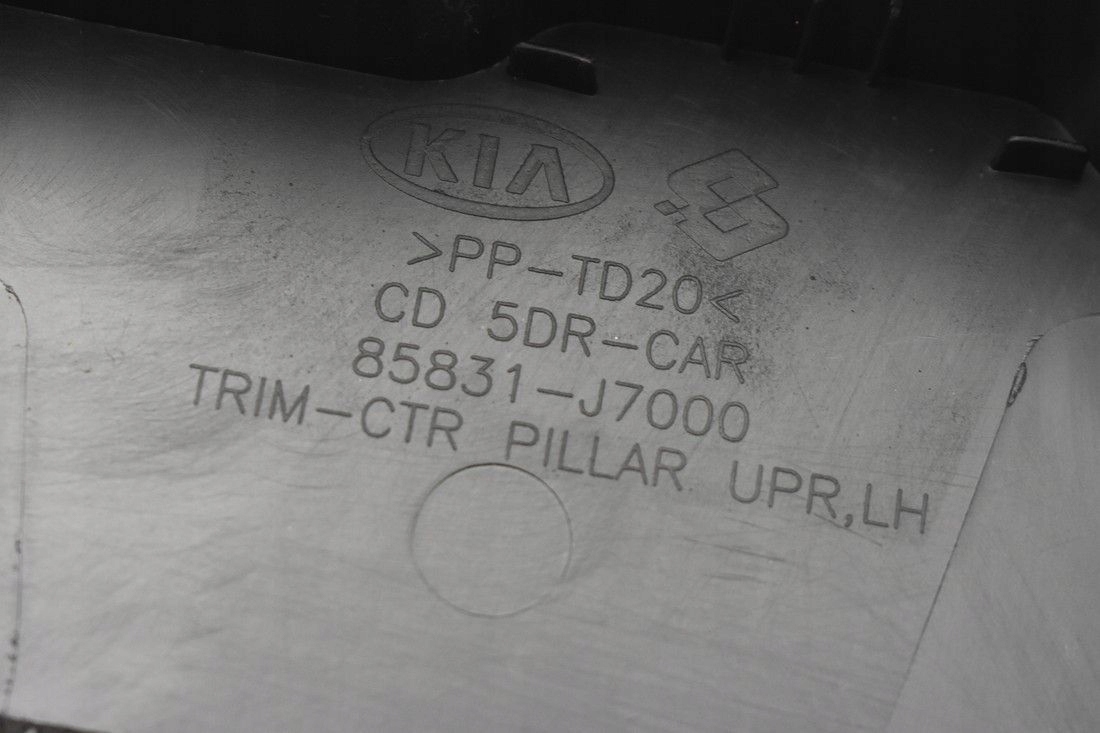 KIA
>PP-TD20<
CD 5DR-CAR
85831-J7000
TRIM-CTR PILLAR UPR,LH